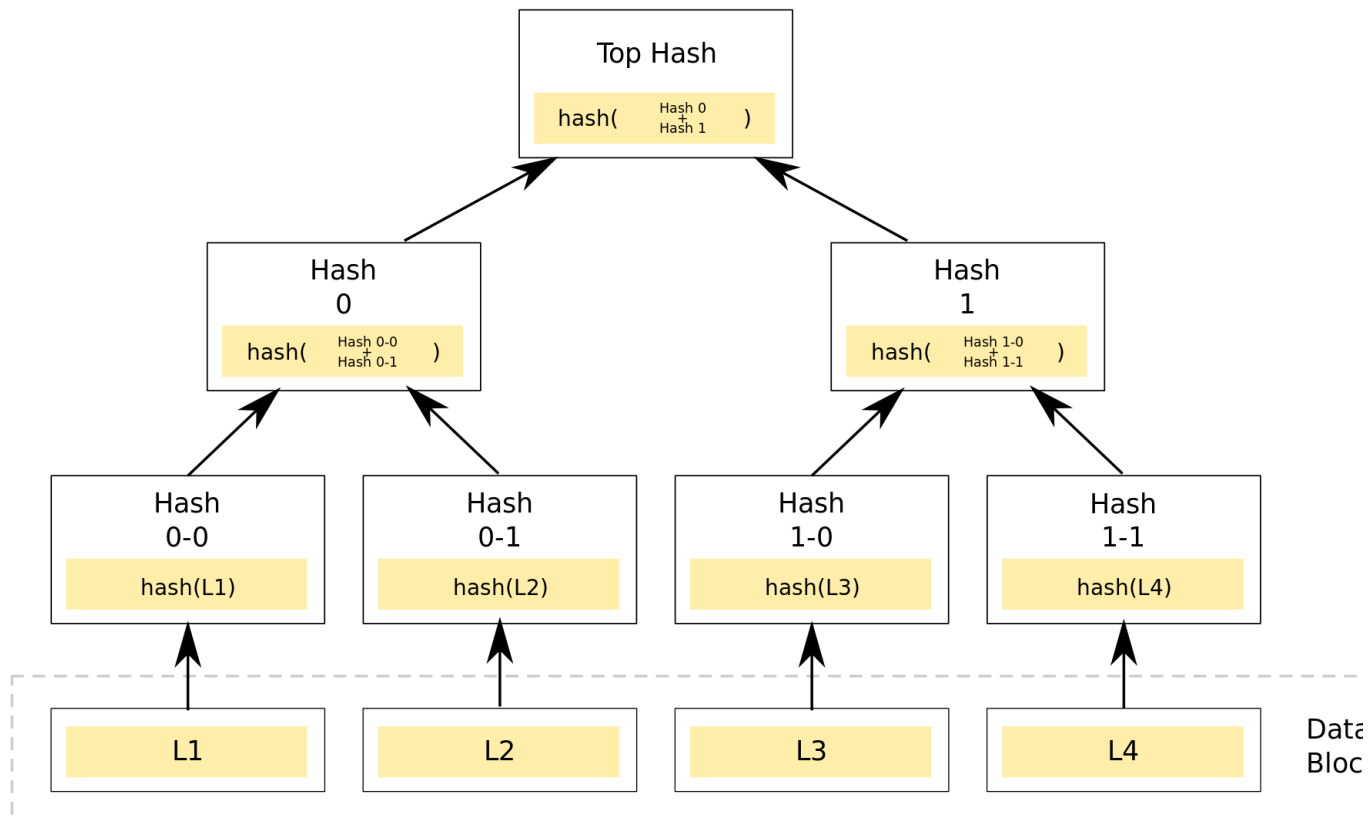 Top Hash
hash( Hash 0 + Hash 1 )
Hash
0
hash( Hash 0-0 + Hash 0-1 )
Hash
1
hash( Hash 1-0 + Hash 1-1 )
Hash
0-0
hash(L1)
Hash
0-1
hash(L2)
Hash
1-0
hash(L3)
Hash
1-1
hash(L4)
L1
L2
L3
L4
Data
Bloc